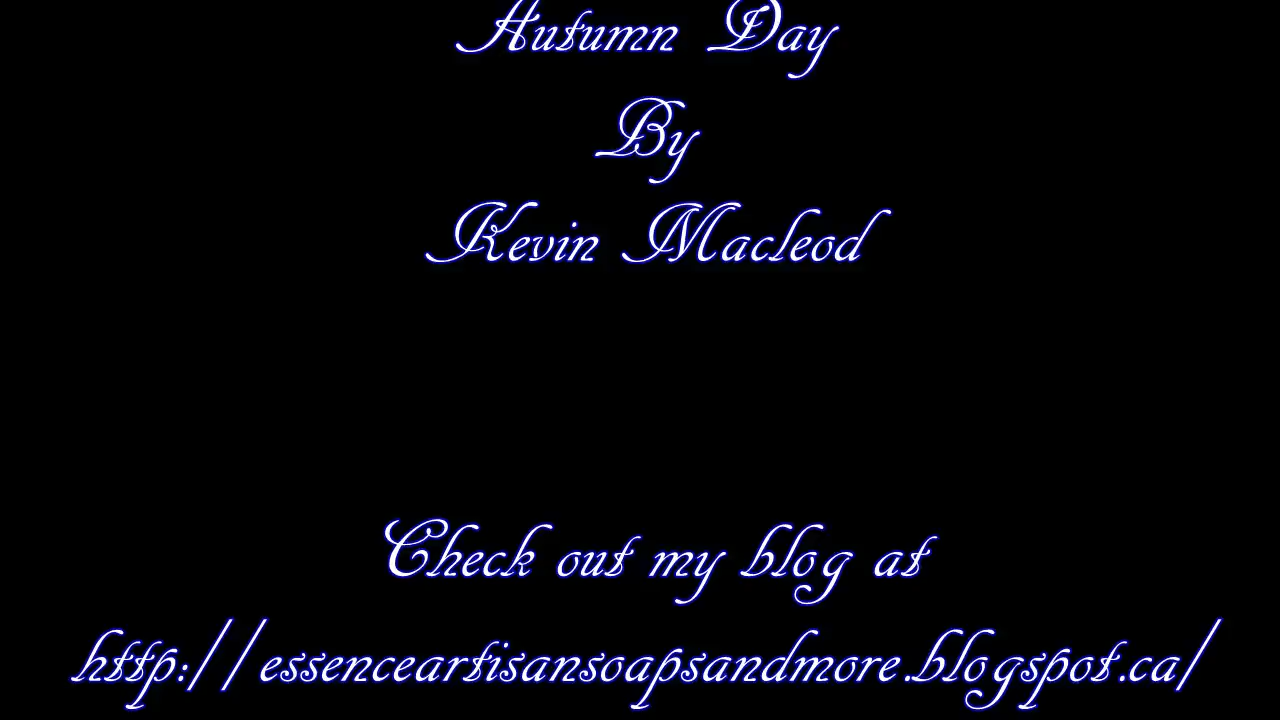 Autumn Day
By
Kevin Macleod
Check out my blog at
http://essenceartisansoapsandmore.blogspot.ca/